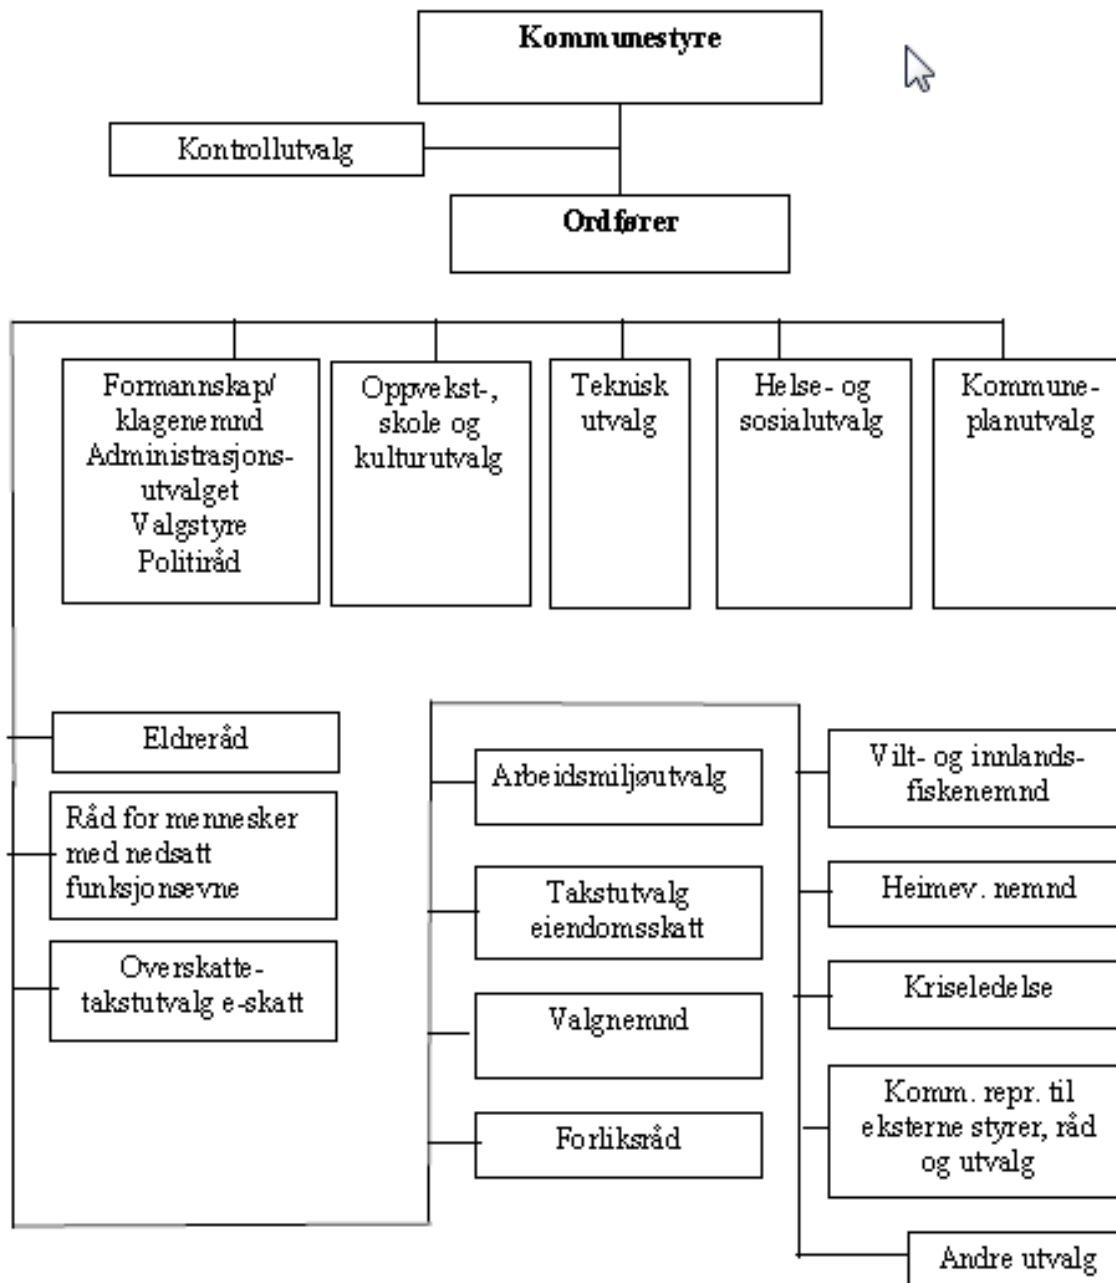 Kommunestyre
Kontrollutvalg
Ordfører
Formannskap/
klagenemnd
Administrasjons-
utvalget
Valgstyre
Politiråd
Oppvekst-,
skole og
kulturutvalg
Teknisk
utvalg
Helse- og
sosialutvalg
Kommune-
planutvalg
Eldreråd
Råd for mennesker
med nedsatt
funksjonsevne
Overskatte-
takstutvalg e-skatt
Arbeidsmiljøutvalg
Takstutvalg
eiendomsskatt
Valgnemnd
Forliksråd
Vilt- og innlands-
fiskenemnd
Heimev. nemnd
Kriseledelse
Komm. repr. til
eksterne styrer, råd
og utvalg
Andre utvalg